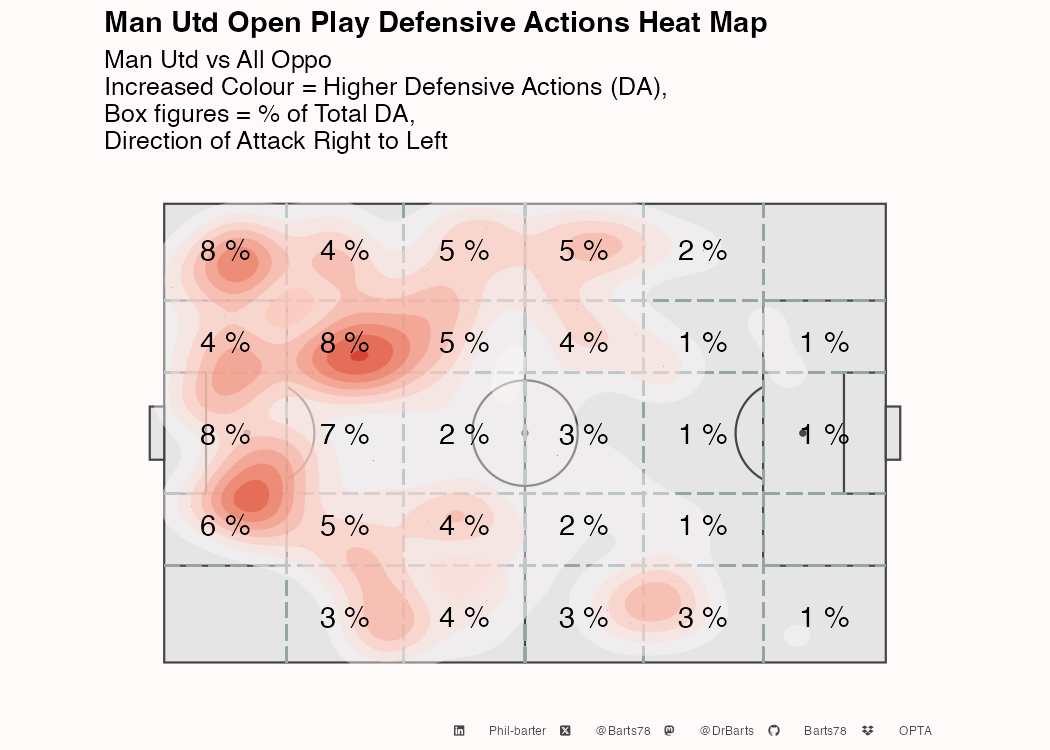 Man Utd Open Play Defensive Actions Heat Map
Man Utd vs All Oppo
Increased Colour = Higher Defensive Actions (DA),
Box figures = % of Total DA,
Direction of Attack Right to Left
8 % 4 % 5 % 5 % 2 %
4 % 8 % 5 % 4 % 1 % 1 %
8 % 7 % 2 % 3 % 1 % 1 %
6 % 5 % 4 % 2 % 1 %
3 % 4 % 3 % 3 % 1 %
Phil-barter @Barts78 @DrBarts Barts78 OPTA